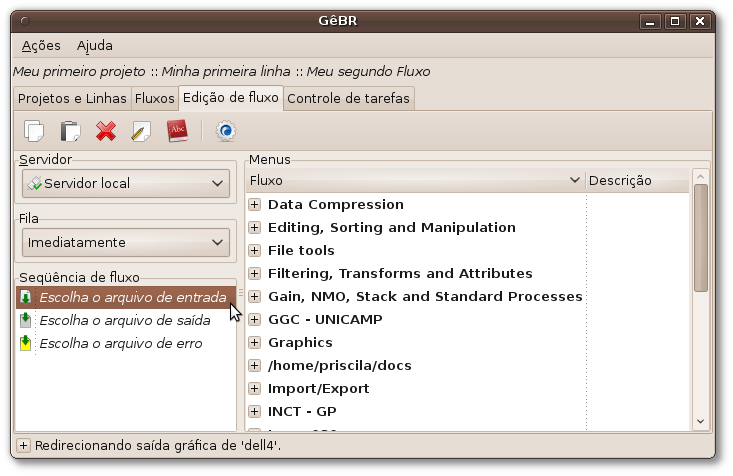 GêBR
Ações Ajuda
Meu primeiro projeto :: Minha primeira linha :: Meu segundo Fluxo
Projetos e Linhas Fluxos Edição de fluxo Controle de tarefas
Abc
Servidor
Servidor local
Fila
Imediatamente
Seqüência de fluxo
Escolha o arquivo de entrada
Escolha o arquivo de saída
Escolha o arquivo de erro
Menus
Fluxo Descrição
Data Compression
Editing, Sorting and Manipulation
File tools
Filtering, Transforms and Attributes
Gain, NMO, Stack and Standard Processes
GGC - UNICAMP
Graphics
/home/priscila/docs
Import/Export
INCT - GP
Redirecionando saída gráfica de 'dell4'.